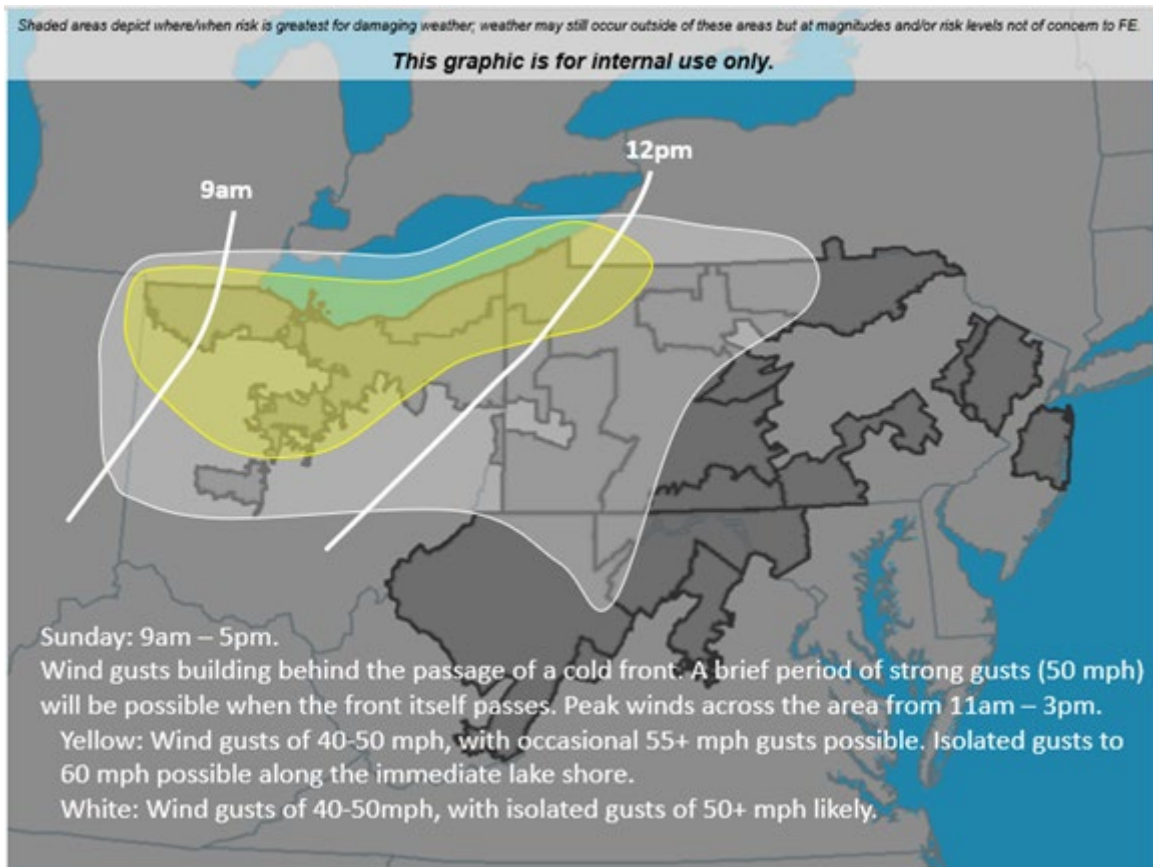 Shaded areas depict where/when risk is greatest for damaging weather; weather may still occur outside of these areas but at magnitudes and/or risk levels not of concern to FE.
This graphic is for internal use only.
12pm
9am
Sunday: 9am – 5pm.
Wind gusts building behind the passage of a cold front. A brief period of strong gusts (50 mph)
will be possible when the front itself passes. Peak winds across the area from 11am – 3pm.
Yellow: Wind gusts of 40-50 mph, with occasional 55+ mph gusts possible. Isolated gusts to
60 mph possible along the immediate lake shore.
White: Wind gusts of 40-50mph, with isolated gusts of 50+ mph likely.